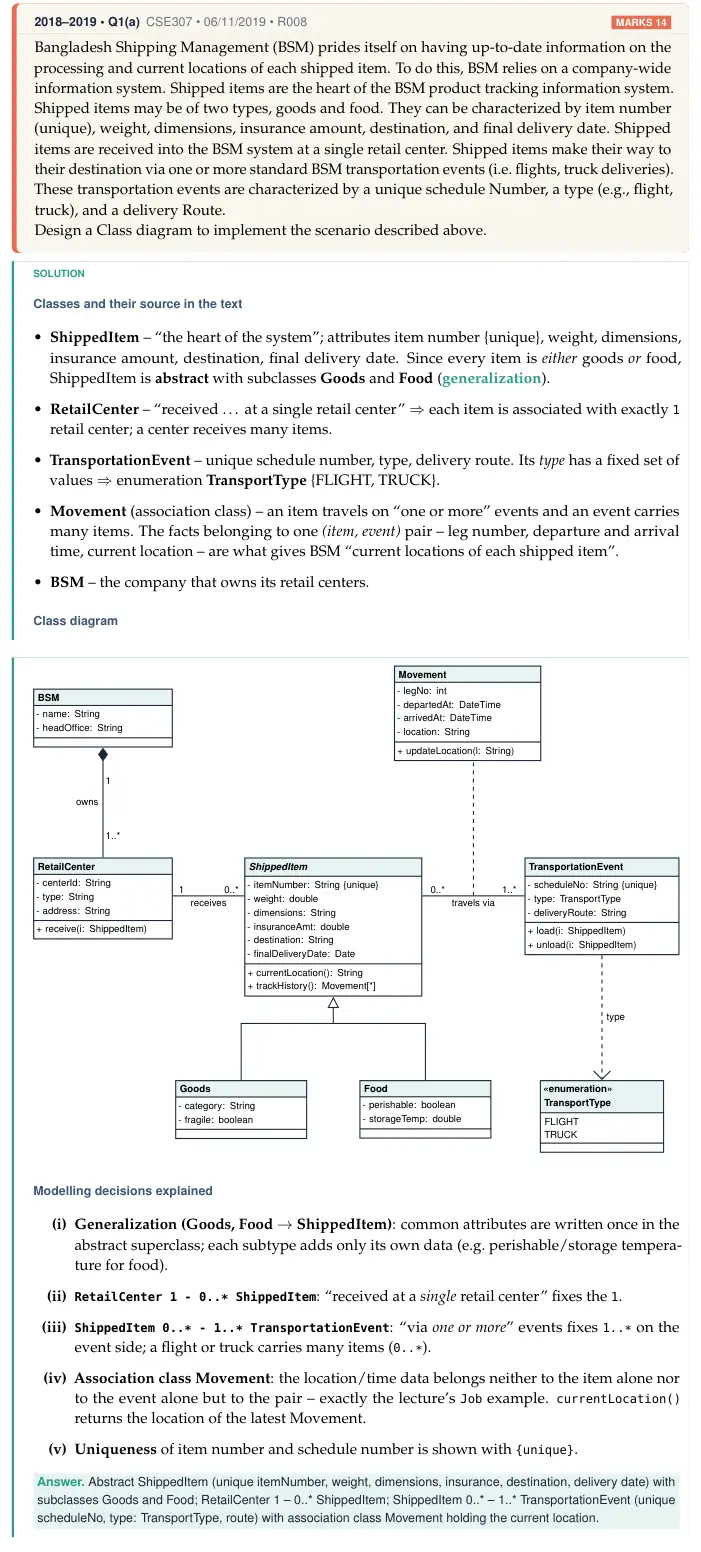 2018–2019 • Q1(a) CSE307 • 06/11/2019 • R008 MARKS 14
Bangladesh Shipping Management (BSM) prides itself on having up-to-date information on the
processing and current locations of each shipped item. To do this, BSM relies on a company-wide
information system. Shipped items are the heart of the BSM product tracking information system.
Shipped items may be of two types, goods and food. They can be characterized by item number
(unique), weight, dimensions, insurance amount, destination, and final delivery date. Shipped
items are received into the BSM system at a single retail center. Shipped items make their way to
their destination via one or more standard BSM transportation events (i.e. flights, truck deliveries).
These transportation events are characterized by a unique schedule Number, a type (e.g., flight,
truck), and a delivery Route.
Design a Class diagram to implement the scenario described above.
SOLUTION
Classes and their source in the text
• ShippedItem – “the heart of the system”; attributes item number {unique}, weight, dimensions,
insurance amount, destination, final delivery date. Since every item is either goods or food,
ShippedItem is abstract with subclasses Goods and Food (generalization).
• RetailCenter – “received … at a single retail center” ⇒ each item is associated with exactly 1
retail center; a center receives many items.
• TransportationEvent – unique schedule number, type, delivery route. Its type has a fixed set of
values ⇒ enumeration TransportType {FLIGHT, TRUCK}.
• Movement (association class) – an item travels on “one or more” events and an event carries
many items. The facts belonging to one (item, event) pair – leg number, departure and arrival
time, current location – are what gives BSM “current locations of each shipped item”.
• BSM – the company that owns its retail centers.
Class diagram
Movement
- legNo: int
- departedAt: DateTime
- arrivedAt: DateTime
- location: String
+ updateLocation(l: String)
BSM
- name: String
- headOffice: String
1
owns
1..*
RetailCenter
- centerId: String
- type: String
- address: String
+ receive(i: ShippedItem)
1 0..*
receives
ShippedItem
- itemNumber: String {unique}
- weight: double
- dimensions: String
- insuranceAmt: double
- destination: String
- finalDeliveryDate: Date
+ currentLocation(): String
+ trackHistory(): Movement[*]
0..* 1..*
travels via
TransportationEvent
- scheduleNo: String {unique}
- type: TransportType
- deliveryRoute: String
+ load(i: ShippedItem)
+ unload(i: ShippedItem)
type
Goods
- category: String
- fragile: boolean
Food
- perishable: boolean
- storageTemp: double
«enumeration»
TransportType
FLIGHT
TRUCK
Modelling decisions explained
(i) Generalization (Goods, Food → ShippedItem): common attributes are written once in the
abstract superclass; each subtype adds only its own data (e.g. perishable/storage tempera-
ture for food).
(ii) RetailCenter 1 - 0..* ShippedItem: “received at a single retail center” fixes the 1.
(iii) ShippedItem 0..* - 1..* TransportationEvent: “via one or more” events fixes 1..* on the
event side; a flight or truck carries many items (0..*).
(iv) Association class Movement: the location/time data belongs neither to the item alone nor
to the event alone but to the pair – exactly the lecture’s Job example. currentLocation()
returns the location of the latest Movement.
(v) Uniqueness of item number and schedule number is shown with {unique}.
Answer. Abstract ShippedItem (unique itemNumber, weight, dimensions, insurance, destination, delivery date) with
subclasses Goods and Food; RetailCenter 1 – 0..* ShippedItem; ShippedItem 0..* – 1..* TransportationEvent (unique
scheduleNo, type: TransportType, route) with association class Movement holding the current location.